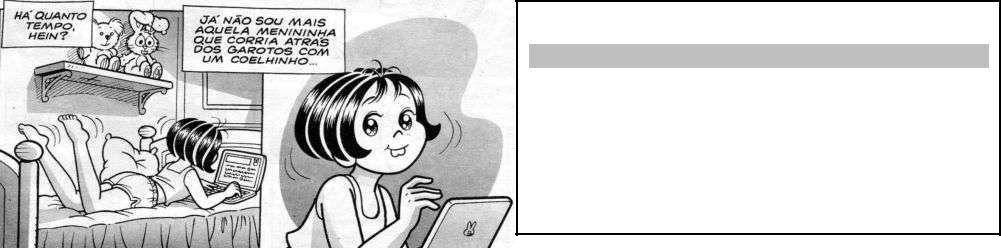 HÁ QUANTO
TEMPO,
HEIN?
JÁ NÃO SOU MAIS
AQUELA MENININHA
QUE CORRIA ATRÁS
DOS GAROTOS COM
UM COELHINHO...